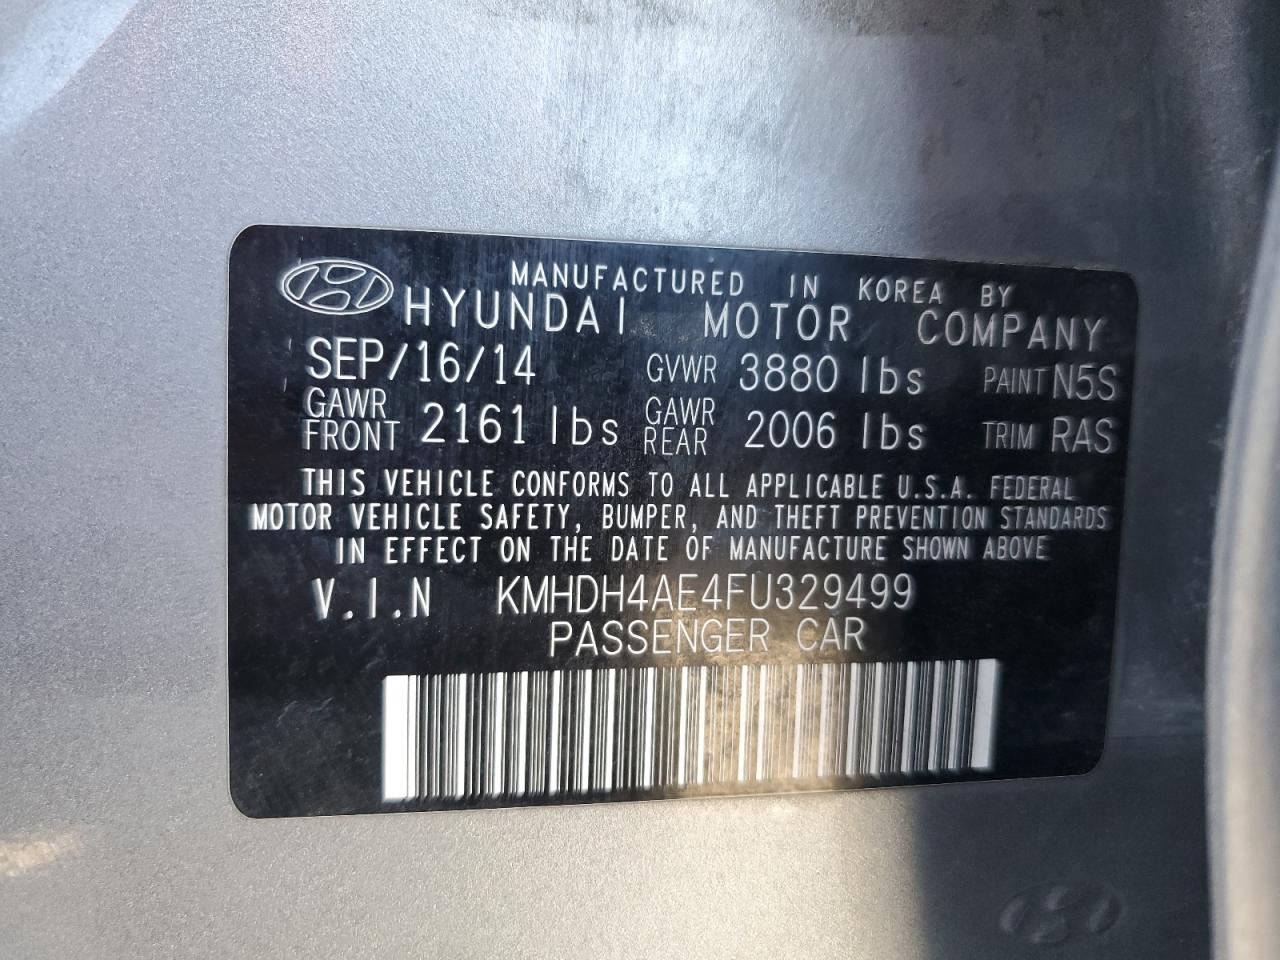 MANUFACTURED IN KOREA BY
HYUNDAI MOTOR COMPANY
SEP/16/14 GVWR 3880 lbs PAINT N5S
GAWR FRONT 2161 lbs GAWR REAR 2006 lbs TRIM RAS
THIS VEHICLE CONFORMS TO ALL APPLICABLE U.S.A. FEDERAL
MOTOR VEHICLE SAFETY, BUMPER, AND THEFT PREVENTION STANDARDS
IN EFFECT ON THE DATE OF MANUFACTURE SHOWN ABOVE
V.I.N KMHDH4AE4FU329499
PASSENGER CAR